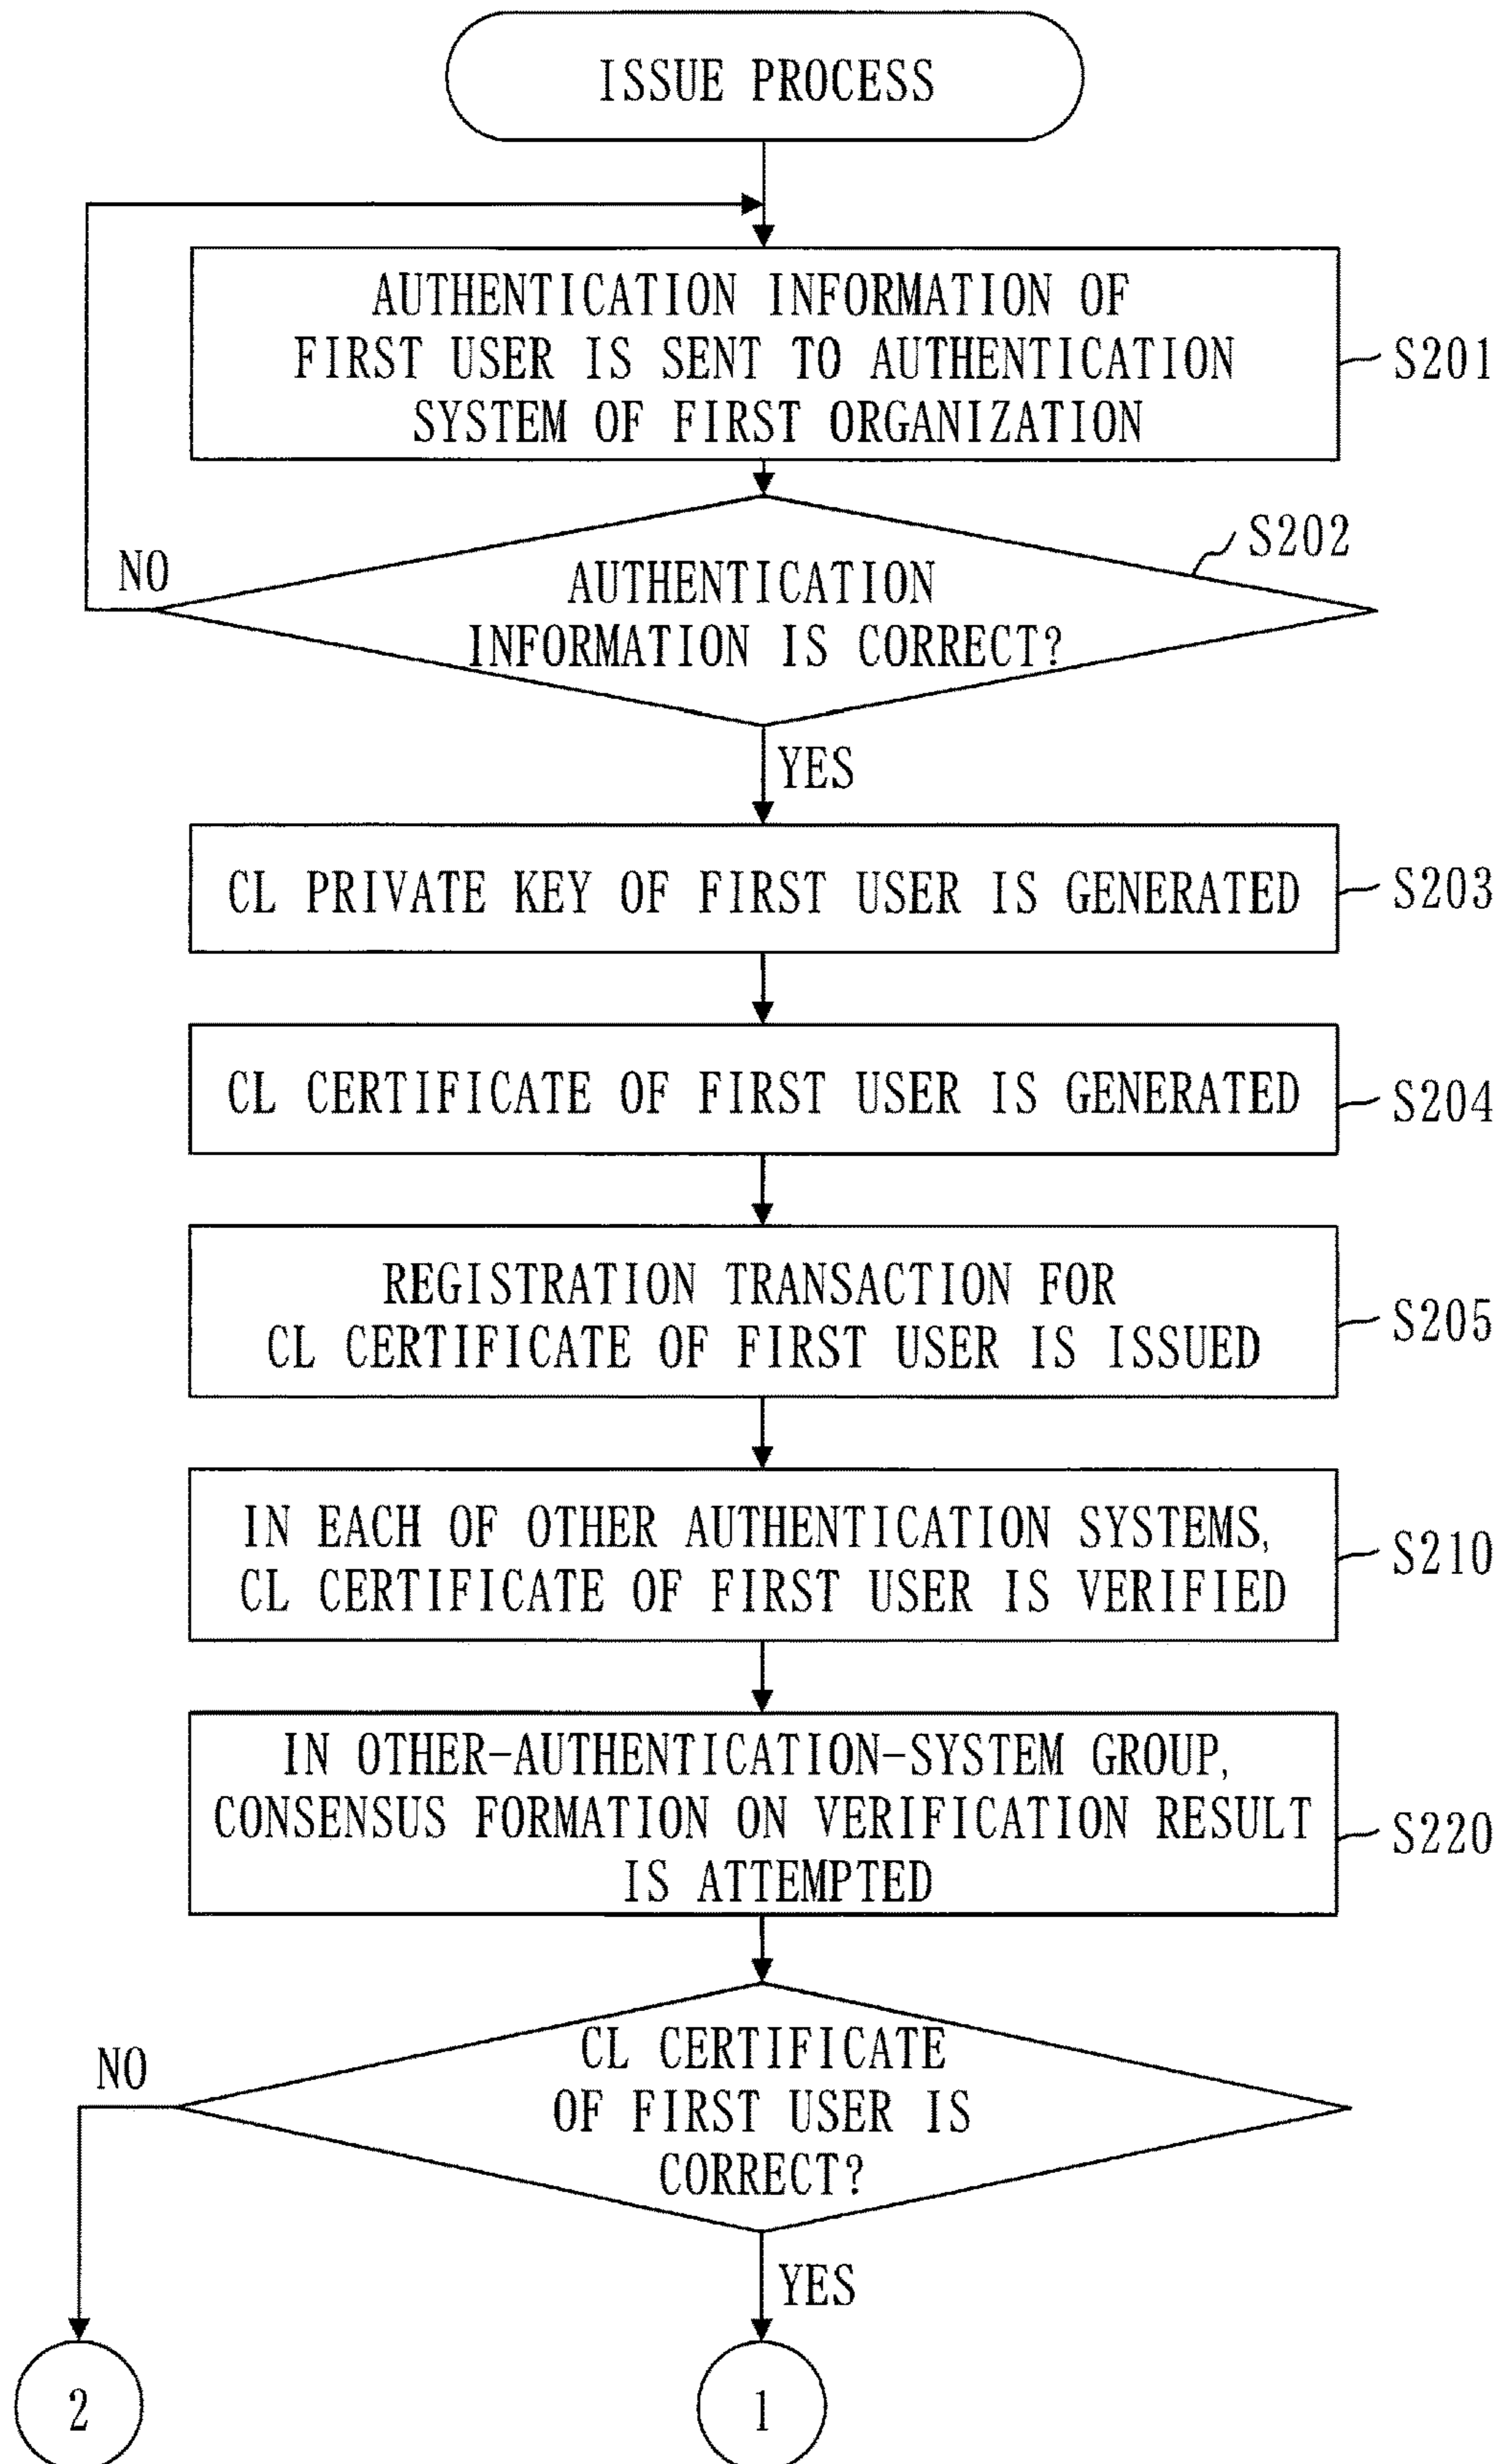 ISSUE PROCESS
AUTHENTICATION INFORMATION OF
FIRST USER IS SENT TO AUTHENTICATION
SYSTEM OF FIRST ORGANIZATION
S201
S202
NO
AUTHENTICATION
INFORMATION IS CORRECT?
YES
CL PRIVATE KEY OF FIRST USER IS GENERATED
S203
CL CERTIFICATE OF FIRST USER IS GENERATED
S204
REGISTRATION TRANSACTION FOR
CL CERTIFICATE OF FIRST USER IS ISSUED
S205
IN EACH OF OTHER AUTHENTICATION SYSTEMS,
CL CERTIFICATE OF FIRST USER IS VERIFIED
S210
IN OTHER-AUTHENTICATION-SYSTEM GROUP,
CONSENSUS FORMATION ON VERIFICATION RESULT
IS ATTEMPTED
S220
NO
CL CERTIFICATE
OF FIRST USER IS
CORRECT?
YES
2
1